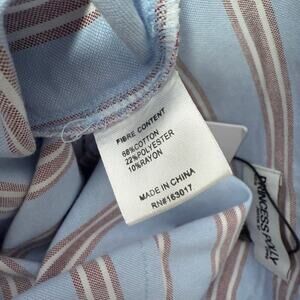 FIBRE CONTENT
68%COTTON
22%POLYESTER
10%RAYON
MADE IN CHINA
RN#163017
PRINCESS POLLY